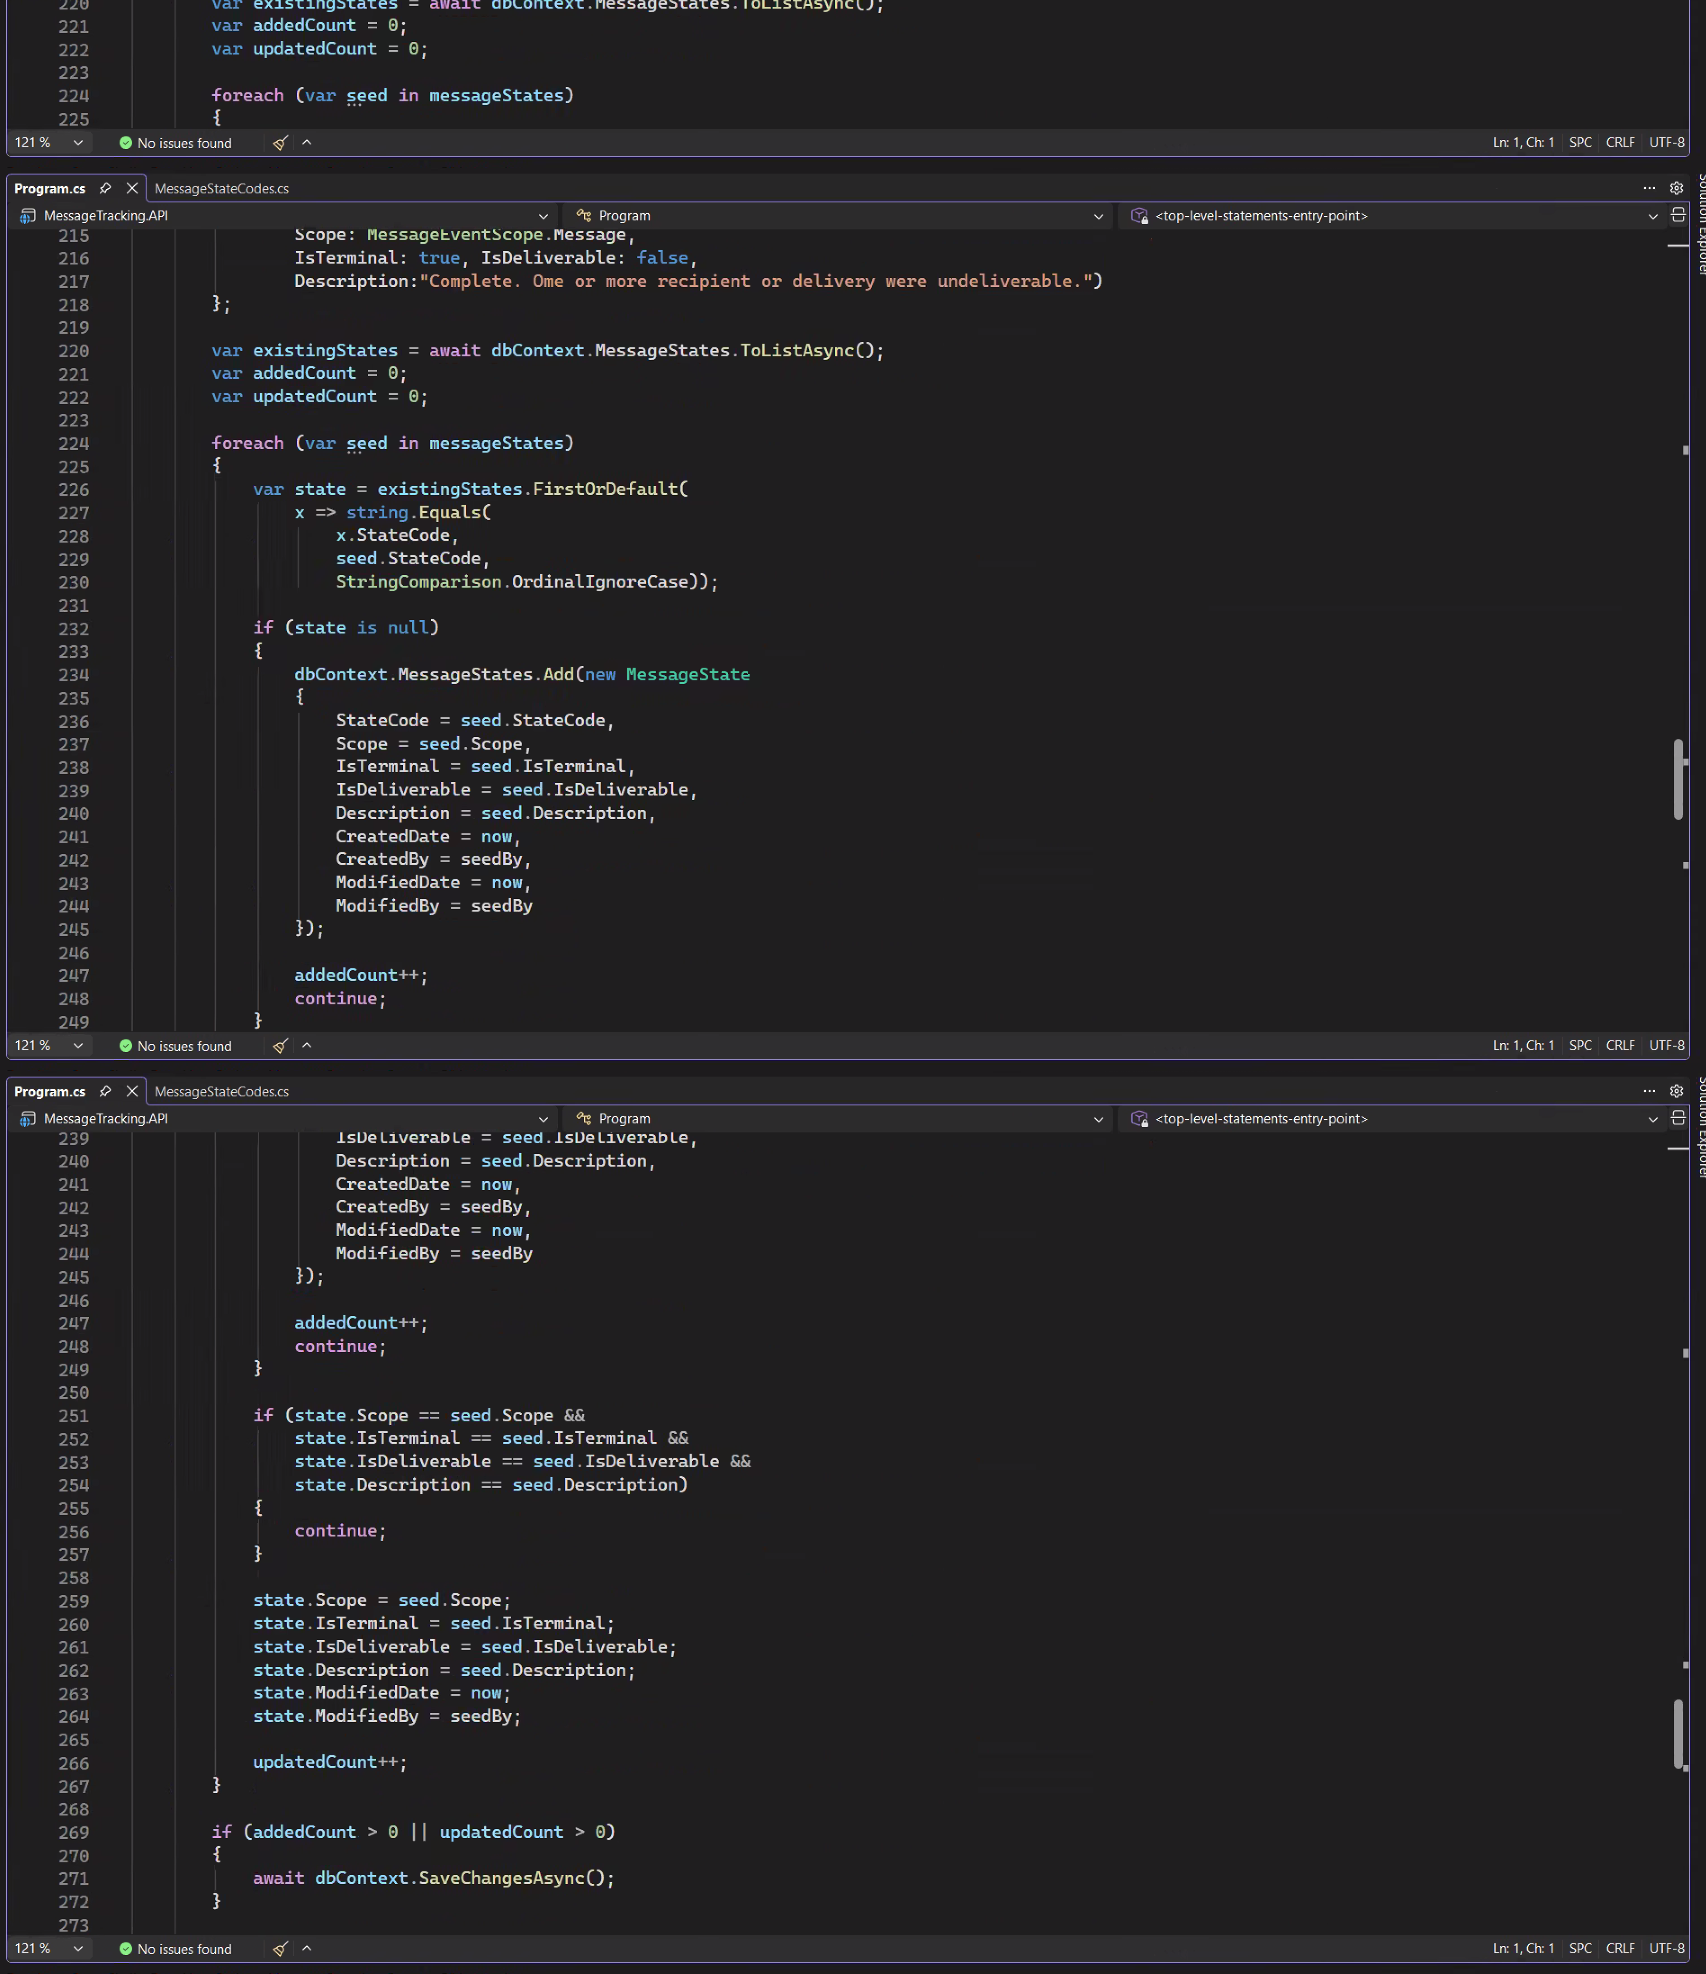 220 var existingStates = await dbContext.MessageStates.ToListAsync();
221 var addedCount = 0;
222 var updatedCount = 0;
223
224 foreach (var seed in messageStates)
225 {
121 % No issues found Ln: 1, Ch: 1 SPC CRLF UTF-8
Program.cs MessageStateCodes.cs
Solution Explorer
MessageTracking.API Program <top-level-statements-entry-point>
215 Scope: MessageEventScope.Message,
216 IsTerminal: true, IsDeliverable: false,
217 Description:"Complete. Ome or more recipient or delivery were undeliverable.")
218 };
219
220 var existingStates = await dbContext.MessageStates.ToListAsync();
221 var addedCount = 0;
222 var updatedCount = 0;
223
224 foreach (var seed in messageStates)
225 {
226 var state = existingStates.FirstOrDefault(
227 x => string.Equals(
228 x.StateCode,
229 seed.StateCode,
230 StringComparison.OrdinalIgnoreCase));
231
232 if (state is null)
233 {
234 dbContext.MessageStates.Add(new MessageState
235 {
236 StateCode = seed.StateCode,
237 Scope = seed.Scope,
238 IsTerminal = seed.IsTerminal,
239 IsDeliverable = seed.IsDeliverable,
240 Description = seed.Description,
241 CreatedDate = now,
242 CreatedBy = seedBy,
243 ModifiedDate = now,
244 ModifiedBy = seedBy
245 });
246
247 addedCount++;
248 continue;
249 }
121 % No issues found Ln: 1, Ch: 1 SPC CRLF UTF-8
Program.cs MessageStateCodes.cs
Solution Explorer
MessageTracking.API Program <top-level-statements-entry-point>
239 IsDeliverable = seed.IsDeliverable,
240 Description = seed.Description,
241 CreatedDate = now,
242 CreatedBy = seedBy,
243 ModifiedDate = now,
244 ModifiedBy = seedBy
245 });
246
247 addedCount++;
248 continue;
249 }
250
251 if (state.Scope == seed.Scope &&
252 state.IsTerminal == seed.IsTerminal &&
253 state.IsDeliverable == seed.IsDeliverable &&
254 state.Description == seed.Description)
255 {
256 continue;
257 }
258
259 state.Scope = seed.Scope;
260 state.IsTerminal = seed.IsTerminal;
261 state.IsDeliverable = seed.IsDeliverable;
262 state.Description = seed.Description;
263 state.ModifiedDate = now;
264 state.ModifiedBy = seedBy;
265
266 updatedCount++;
267 }
268
269 if (addedCount > 0 || updatedCount > 0)
270 {
271 await dbContext.SaveChangesAsync();
272 }
273
121 % No issues found Ln: 1, Ch: 1 SPC CRLF UTF-8